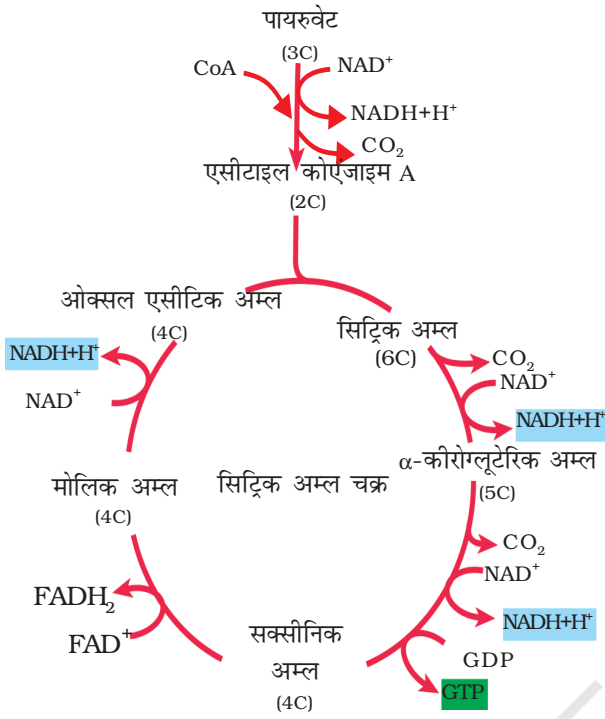 पायरुवेट
(3C)
CoA
NAD⁺
NADH+H⁺
CO₂
एसीटाइल कोएंजाइम A
(2C)
ओक्सल एसीटिक अम्ल
(4C)
सिट्रिक अम्ल
(6C)
CO₂
NAD⁺
NADH+H⁺
NADH+H⁺
NAD⁺
α-कीरोग्लूटेरिक अम्ल
(5C)
मोलिक अम्ल
(4C)
सिट्रिक अम्ल चक्र
CO₂
NAD⁺
NADH+H⁺
FADH₂
FAD⁺
सक्सीनिक
अम्ल
(4C)
GDP
GTP